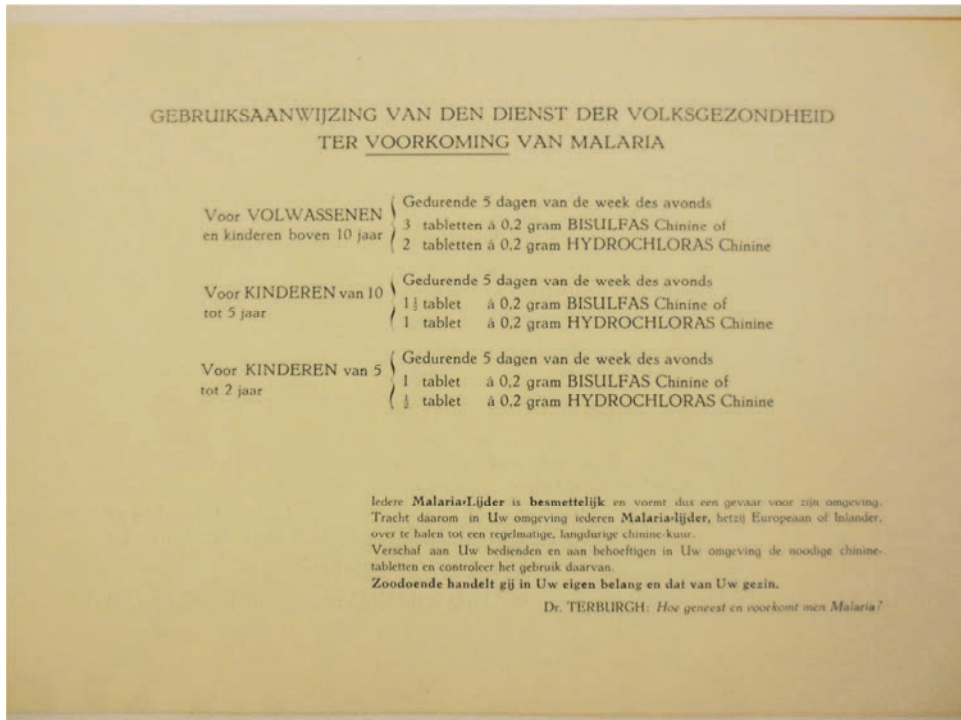 GEBRUIKSAANWIJZING VAN DEN DIENST DER VOLKSGEZONDHEID
TER VOORKOMING VAN MALARIA
Voor VOLWASSENEN
en kinderen boven 10 jaar
Gedurende 5 dagen van de week des avonds
3 tabletten á 0,2 gram BISULFAS Chinine of
2 tabletten á 0,2 gram HYDROCHLORAS Chinine
Voor KINDEREN van 10
tot 5 jaar
Gedurende 5 dagen van de week des avonds
1½ tablet á 0,2 gram BISULFAS Chinine of
1 tablet á 0,2 gram HYDROCHLORAS Chinine
Voor KINDEREN van 5
tot 2 jaar
Gedurende 5 dagen van de week des avonds
1 tablet á 0,2 gram BISULFAS Chinine of
½ tablet á 0,2 gram HYDROCHLORAS Chinine
Iedere Malaria-Lijder is besmettelijk en vormt dus een gevaar voor zijn omgeving.
Tracht daarom in Uw omgeving iederen Malaria-lijder, hetzij Europeaan of Inlander,
over te halen tot een regelmatige, langdurige chinine-kuur.
Verschaf aan Uw bedienden en aan behoeftigen in Uw omgeving de noodige chinine-
tabletten en controleer het gebruik daarvan.
Zoodoende handelt gij in Uw eigen belang en dat van Uw gezin.
Dr. TERBURGH: Hoe geneest en voorkomt men Malaria?